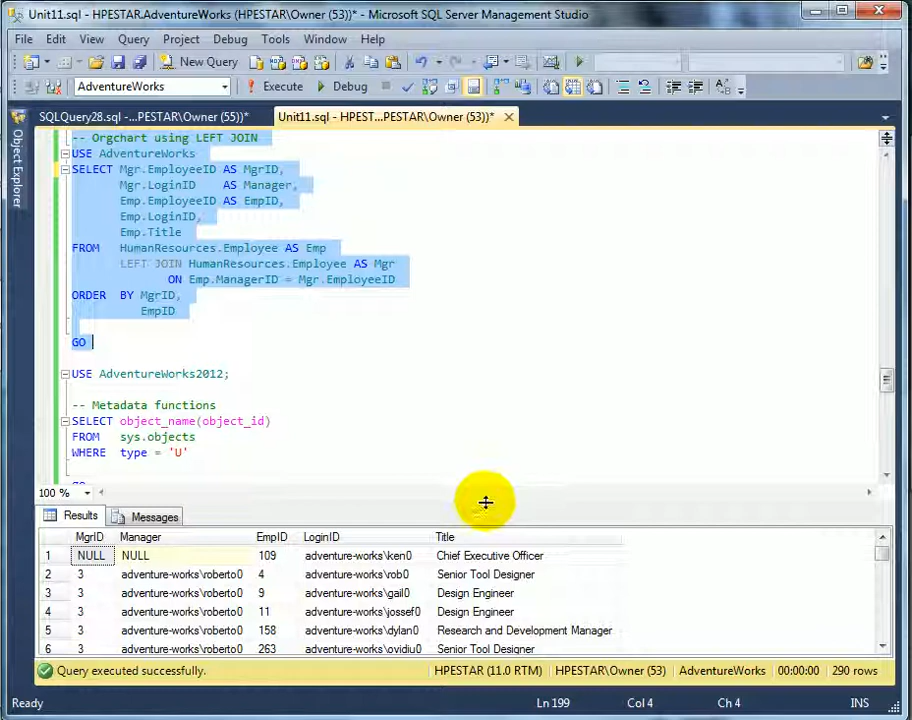 Unit11.sql - HPESTAR.AdventureWorks (HPESTAR\Owner (53))* - Microsoft SQL Server Management Studio
File Edit View Query Project Debug Tools Window Help
New Query
AdventureWorks Execute Debug
SQLQuery28.sql -...PESTAR\Owner (55))* Unit11.sql - HPEST...PESTAR\Owner (53))*
Object Explorer
-- Orgchart using LEFT JOIN
USE AdventureWorks
SELECT Mgr.EmployeeID AS MgrID,
Mgr.LoginID AS Manager,
Emp.EmployeeID AS EmpID,
Emp.LoginID,
Emp.Title
FROM HumanResources.Employee AS Emp
LEFT JOIN HumanResources.Employee AS Mgr
ON Emp.ManagerID = Mgr.EmployeeID
ORDER BY MgrID,
EmpID
GO
USE AdventureWorks2012;
-- Metadata functions
SELECT object_name(object_id)
FROM sys.objects
WHERE type = 'U'
100 %
Results Messages
MgrID Manager EmpID LoginID Title
1 NULL NULL 109 adventure-works\ken0 Chief Executive Officer
2 3 adventure-works\roberto0 4 adventure-works\rob0 Senior Tool Designer
3 3 adventure-works\roberto0 9 adventure-works\gail0 Design Engineer
4 3 adventure-works\roberto0 11 adventure-works\jossef0 Design Engineer
5 3 adventure-works\roberto0 158 adventure-works\dylan0 Research and Development Manager
6 3 adventure-works\roberto0 263 adventure-works\ovidiu0 Senior Tool Designer
Query executed successfully. HPESTAR (11.0 RTM) HPESTAR\Owner (53) AdventureWorks 00:00:00 290 rows
Ready Ln 199 Col 4 Ch 4 INS